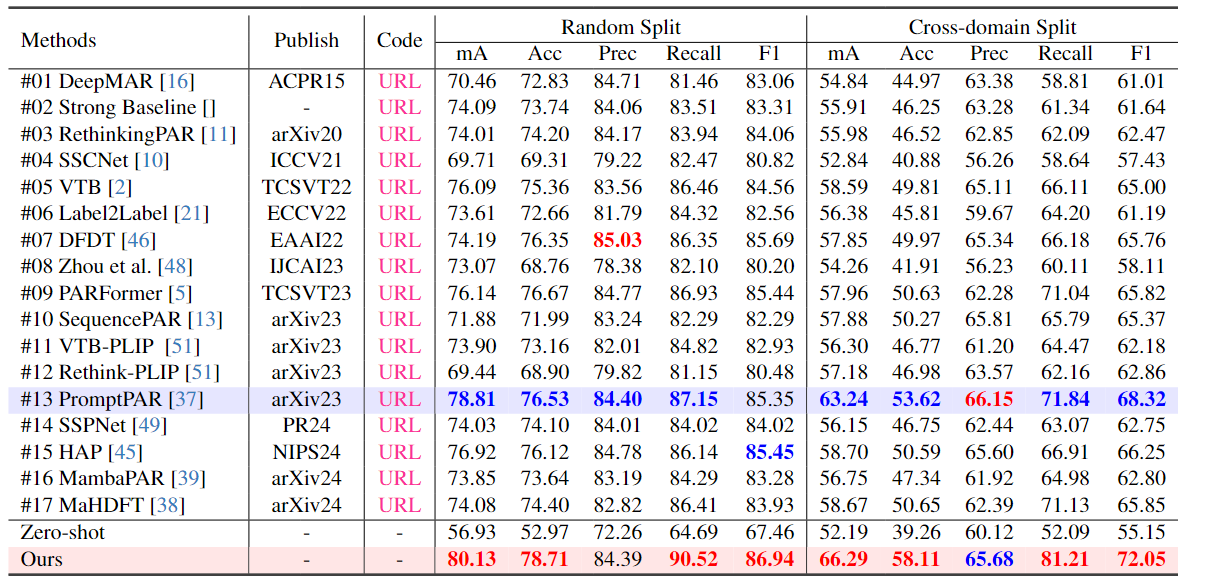 Methods Publish Code Random Split Cross-domain Split
mA Acc Prec Recall F1 mA Acc Prec Recall F1
#01 DeepMAR [16] ACPR15 URL 70.46 72.83 84.71 81.46 83.06 54.84 44.97 63.38 58.81 61.01
#02 Strong Baseline [] - URL 74.09 73.74 84.06 83.51 83.31 55.91 46.25 63.28 61.34 61.64
#03 RethinkingPAR [11] arXiv20 URL 74.01 74.20 84.17 83.94 84.06 55.98 46.52 62.85 62.09 62.47
#04 SSCNet [10] ICCV21 URL 69.71 69.31 79.22 82.47 80.82 52.84 40.88 56.26 58.64 57.43
#05 VTB [2] TCSVT22 URL 76.09 75.36 83.56 86.46 84.56 58.59 49.81 65.11 66.11 65.00
#06 Label2Label [21] ECCV22 URL 73.61 72.66 81.79 84.32 82.56 56.38 45.81 59.67 64.20 61.19
#07 DFDT [46] EAAI22 URL 74.19 76.35 85.03 86.35 85.69 57.85 49.97 65.34 66.18 65.76
#08 Zhou et al. [48] IJCAI23 URL 73.07 68.76 78.38 82.10 80.20 54.26 41.91 56.23 60.11 58.11
#09 PARFormer [5] TCSVT23 URL 76.14 76.67 84.77 86.93 85.44 57.96 50.63 62.28 71.04 65.82
#10 SequencePAR [13] arXiv23 URL 71.88 71.99 83.24 82.29 82.29 57.88 50.27 65.81 65.79 65.37
#11 VTB-PLIP [51] arXiv23 URL 73.90 73.16 82.01 84.82 82.93 56.30 46.77 61.20 64.47 62.18
#12 Rethink-PLIP [51] arXiv23 URL 69.44 68.90 79.82 81.15 80.48 57.18 46.98 63.57 62.16 62.86
#13 PromptPAR [37] arXiv23 URL 78.81 76.53 84.40 87.15 85.35 63.24 53.62 66.15 71.84 68.32
#14 SSPNet [49] PR24 URL 74.03 74.10 84.01 84.02 84.02 56.15 46.75 62.44 63.07 62.75
#15 HAP [45] NIPS24 URL 76.92 76.12 84.78 86.14 85.45 58.70 50.59 65.60 66.91 66.25
#16 MambaPAR [39] arXiv24 URL 73.85 73.64 83.19 84.29 83.28 56.75 47.34 61.92 64.98 62.80
#17 MaHDFT [38] arXiv24 URL 74.08 74.40 82.82 86.41 83.93 58.67 50.65 62.39 71.13 65.85
Zero-shot - - 56.93 52.97 72.26 64.69 67.46 52.19 39.26 60.12 52.09 55.15
Ours - - 80.13 78.71 84.39 90.52 86.94 66.29 58.11 65.68 81.21 72.05